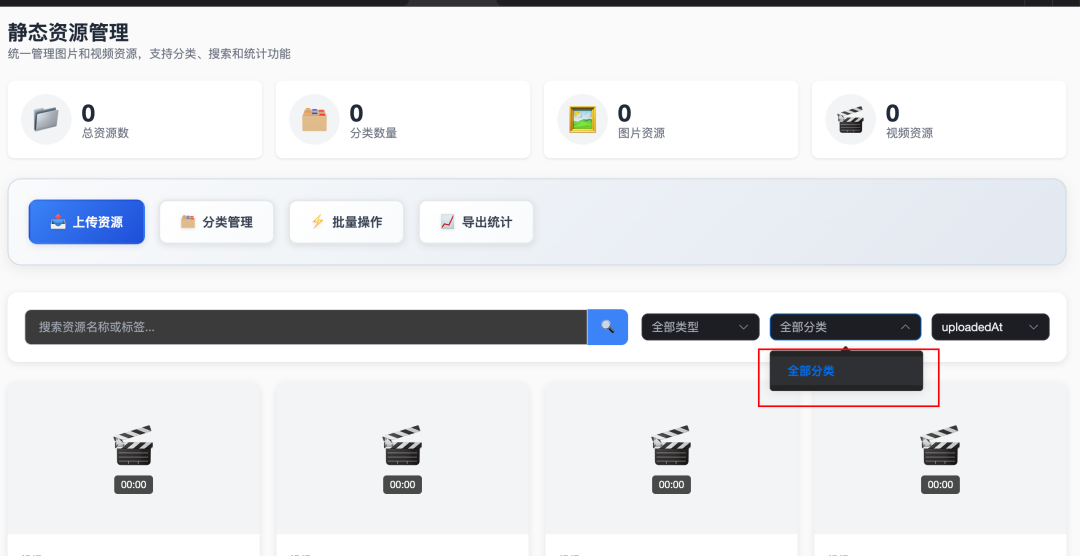 静态资源管理
统一管理图片和视频资源，支持分类、搜索和统计功能
0
总资源数
0
分类数量
0
图片资源
0
视频资源
上传资源
分类管理
批量操作
导出统计
搜索资源名称或标签...
全部类型
全部分类
uploadedAt
全部分类
00:00
00:00
00:00
00:00